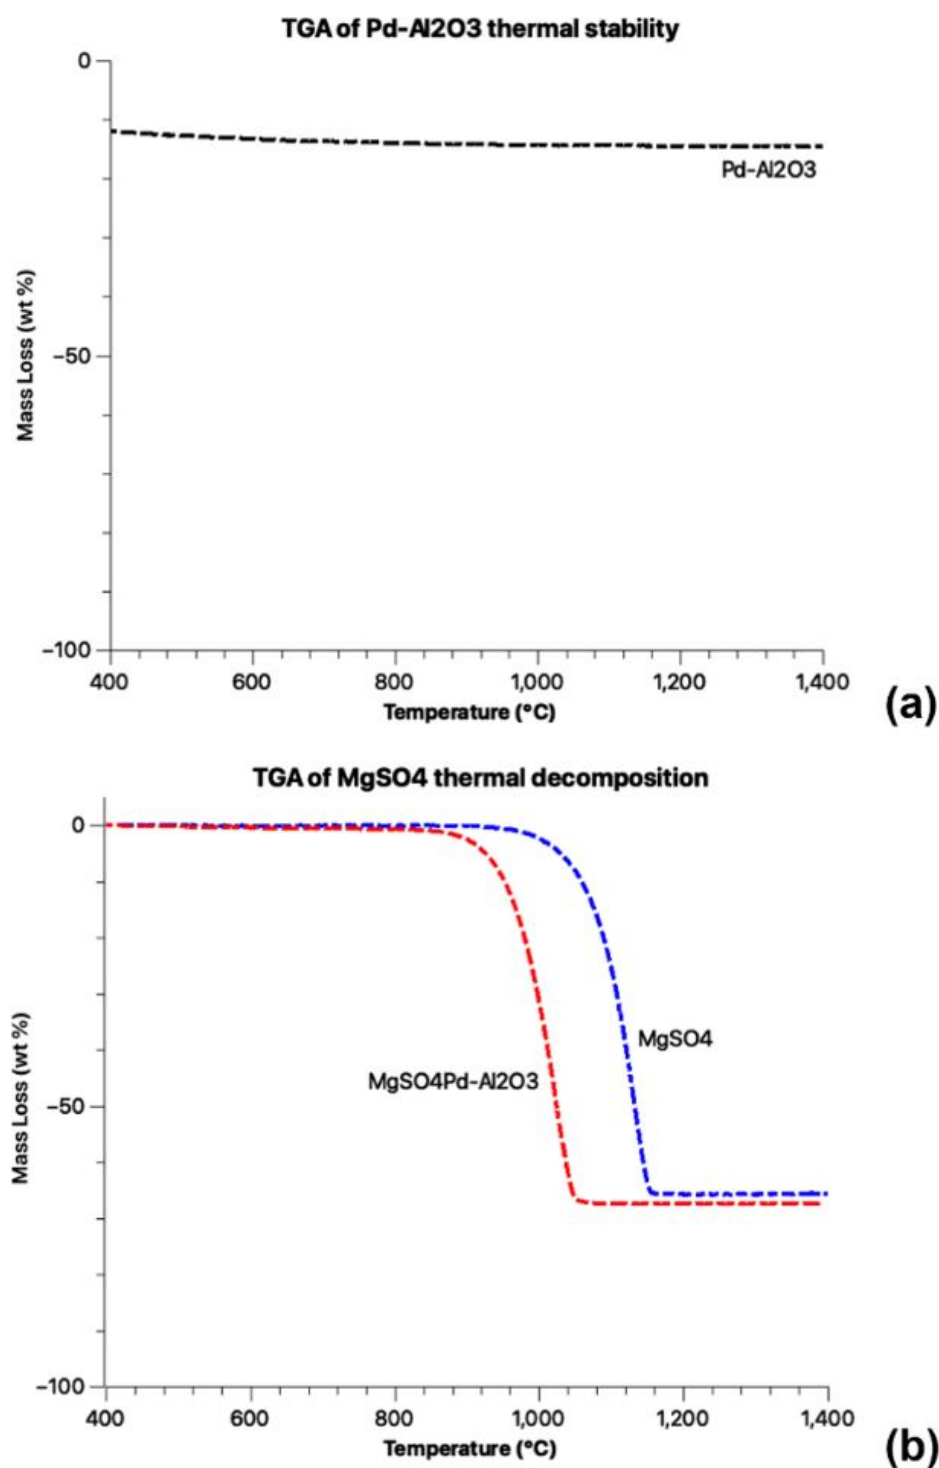 TGA of Pd-Al2O3 thermal stability
0
Pd-Al2O3
Mass Loss (wt %)
−50
−100
400 600 800 1,000 1,200 1,400
Temperature (°C)
(a)
TGA of MgSO4 thermal decomposition
0
MgSO4
MgSO4Pd-Al2O3
Mass Loss (wt %)
−50
−100
400 600 800 1,000 1,200 1,400
Temperature (°C)
(b)